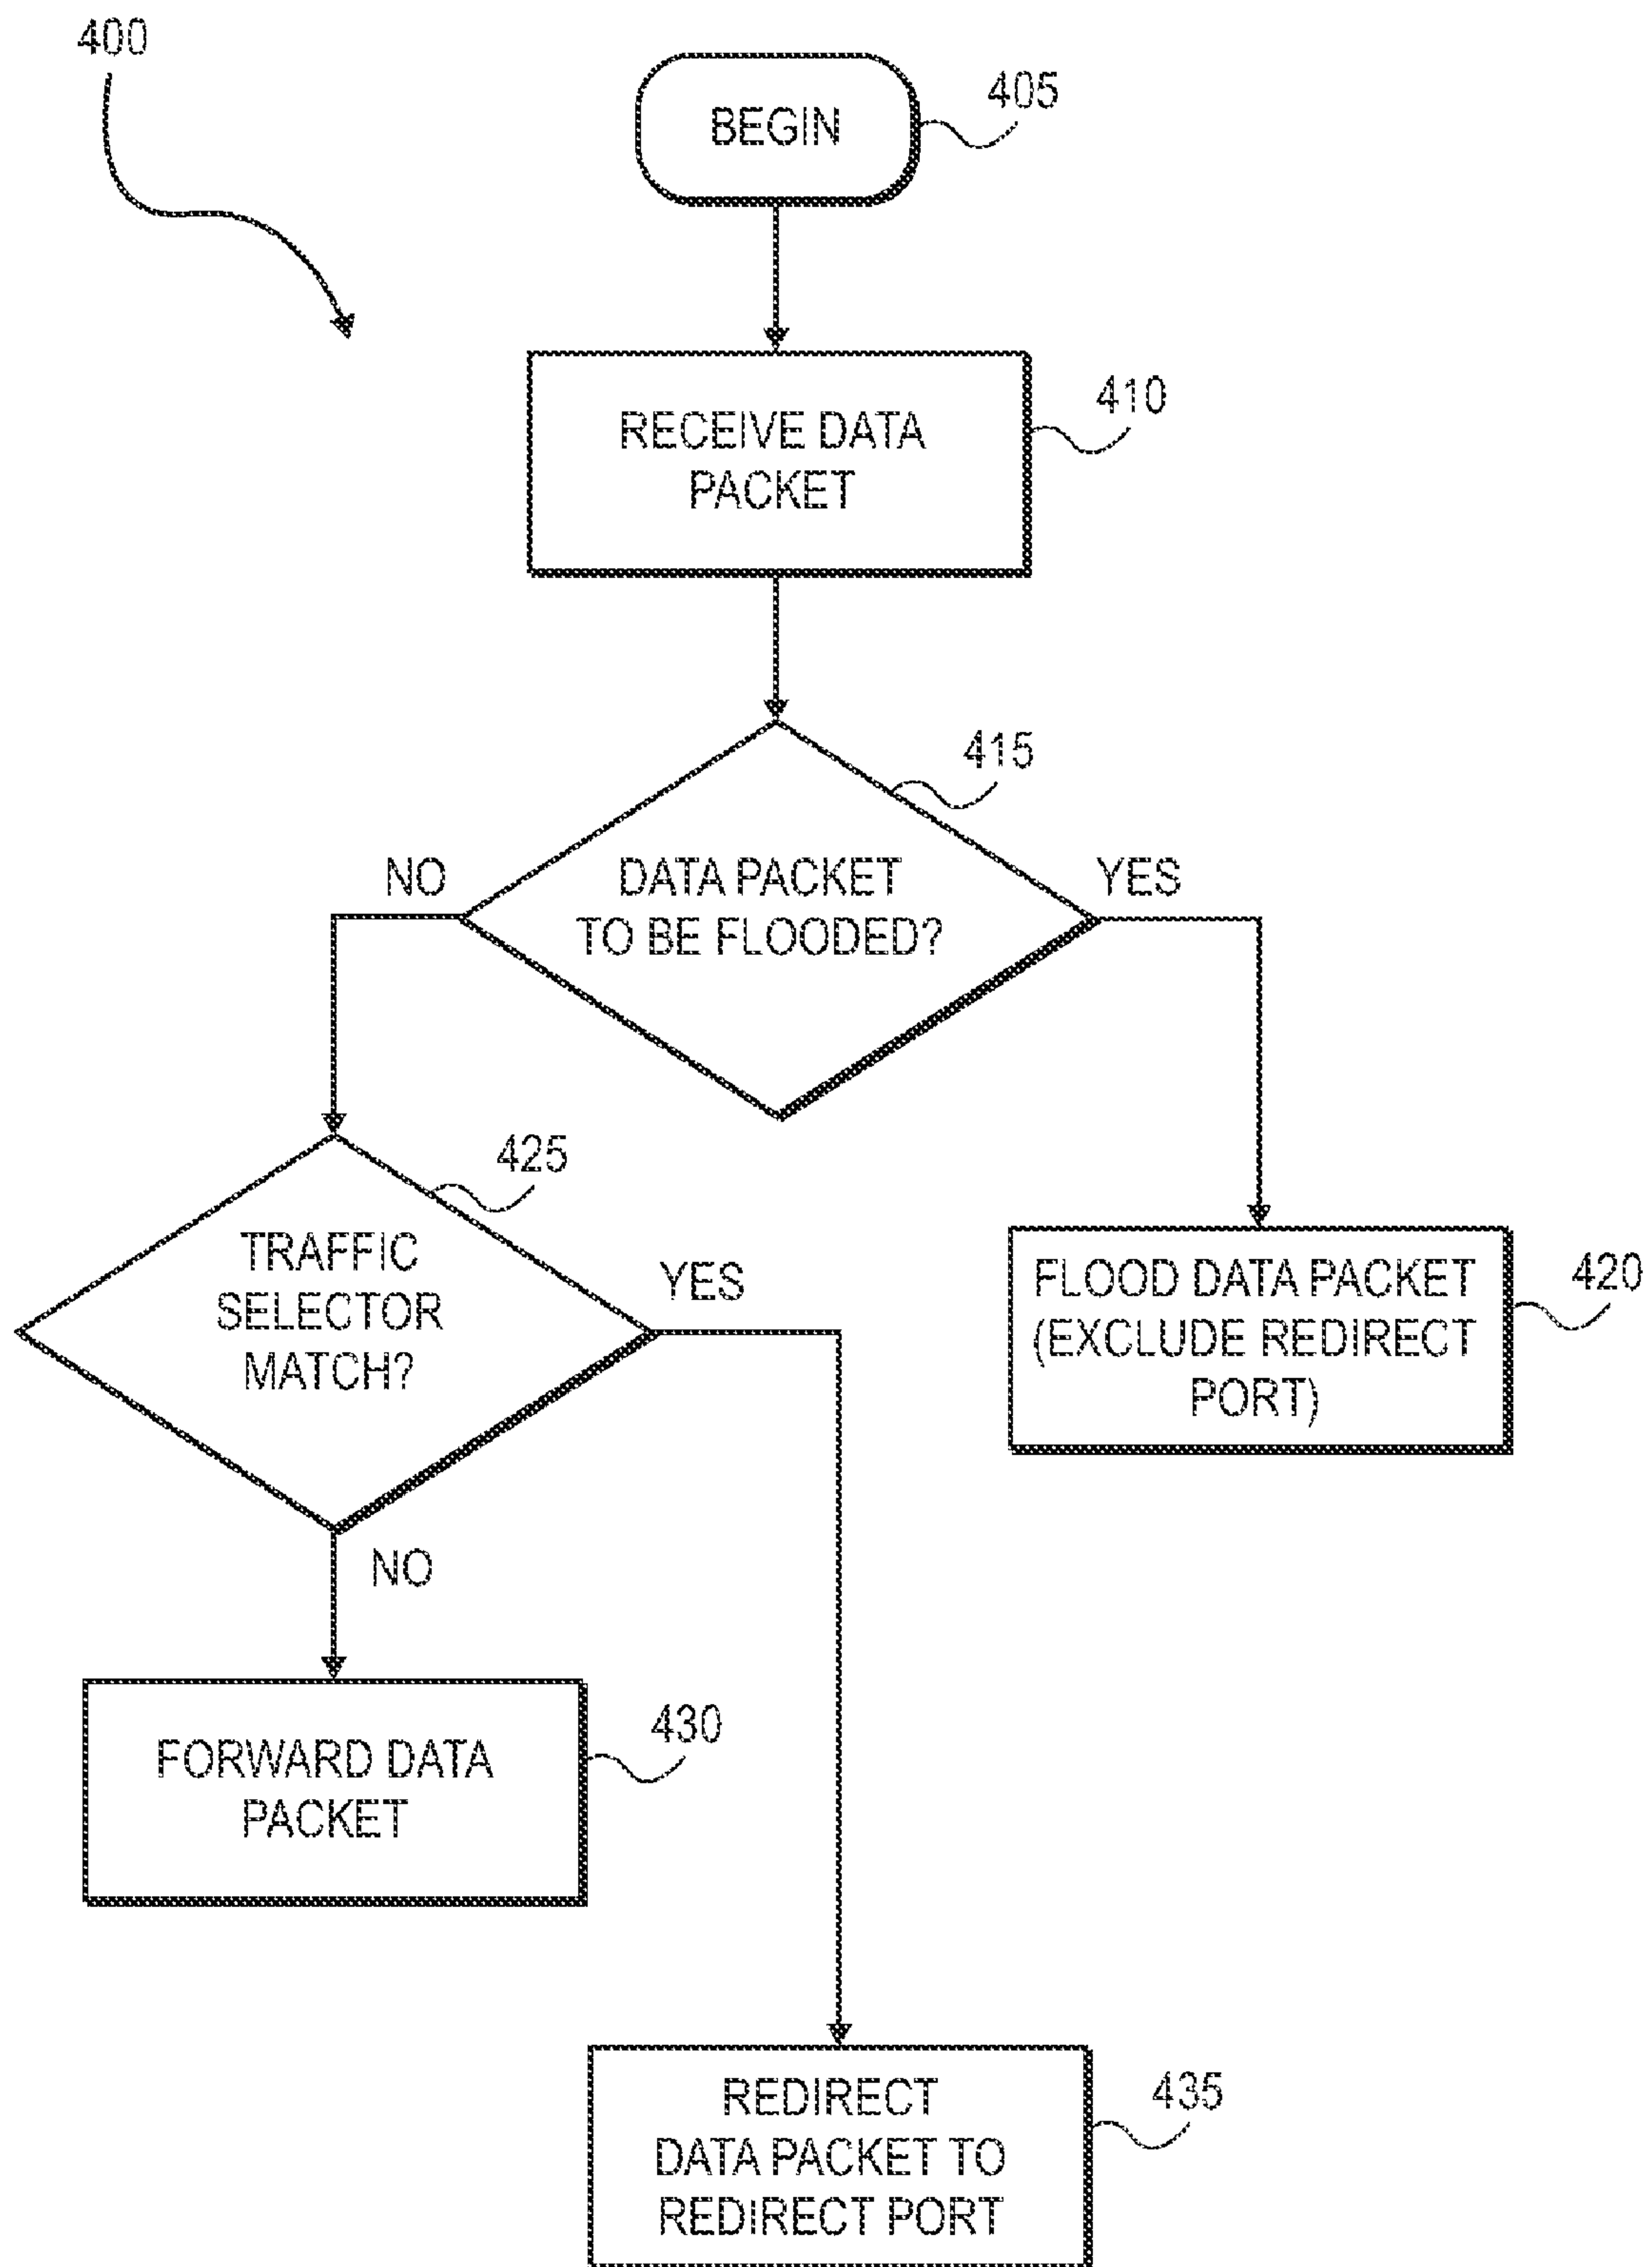 400
BEGIN
405
RECEIVE DATA
PACKET
410
415
DATA PACKET
TO BE FLOODED?
NO
YES
425
TRAFFIC
SELECTOR
MATCH?
YES
NO
FLOOD DATA PACKET
(EXCLUDE REDIRECT
PORT)
420
FORWARD DATA
PACKET
430
REDIRECT
DATA PACKET TO
REDIRECT PORT
435